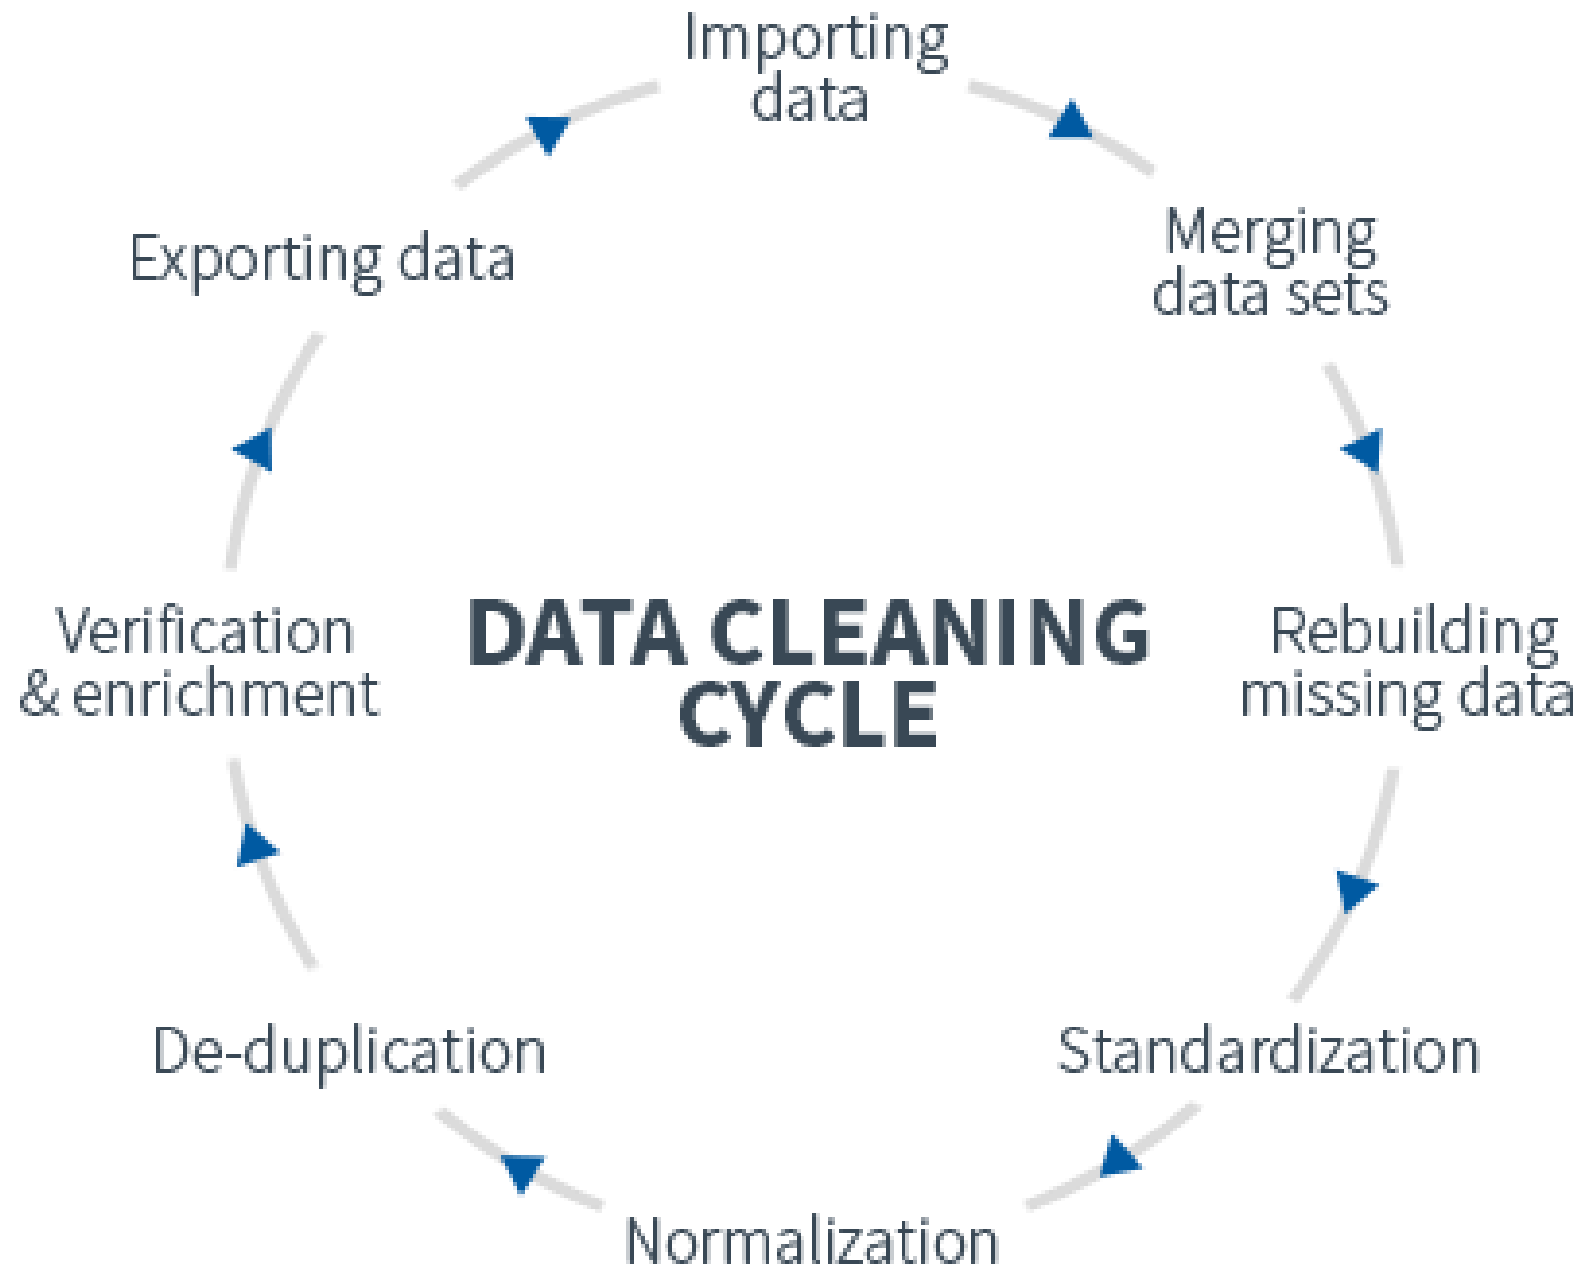 Importing
data
Merging
data sets
Rebuilding
missing data
Standardization
Normalization
De-duplication
Verification
& enrichment
Exporting data
DATA CLEANING
CYCLE